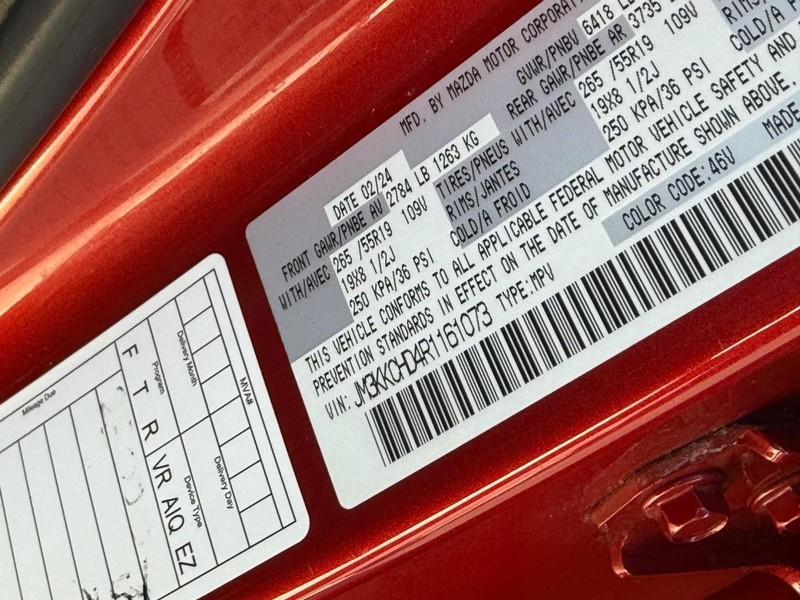 MFD. BY MAZDA MOTOR CORPORATION
DATE 02/24
GVWR/PNBV 6418 LB
FRONT GAWR/PNBE AV 2784 LB 1263 KG
REAR GAWR/PNBE AR 3735
WITH/AVEC 265 /55R19 109V
TIRES/PNEUS WITH/AVEC 265 /55R19 109V
19X8 1/2J
RIMS/JANTES 19X8 1/2J
RIMS/
250 KPA/36 PSI
COLD/A FROID 250 KPA/36 PSI
COLD/A
THIS VEHICLE CONFORMS TO ALL APPLICABLE FEDERAL MOTOR VEHICLE SAFETY AND
PREVENTION STANDARDS IN EFFECT ON THE DATE OF MANUFACTURE SHOWN ABOVE.
VIN: JM3KKCHD4R1161073 TYPE:MPV
COLOR CODE:46V MADE
MVA#
Delivery Month
Delivery Day
Program
Device Type
F T R VR AIQ EZ
Mileage Due